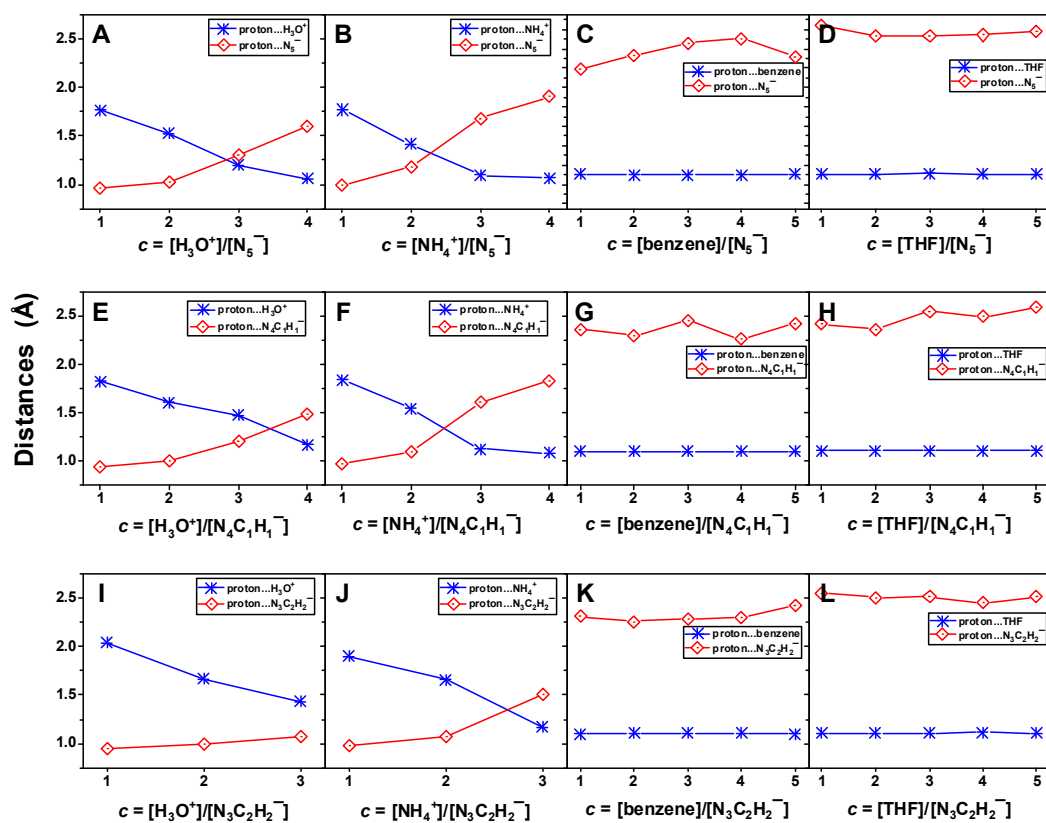 A
proton...H₃O⁺
proton...N₅⁻
B
proton...NH₄⁺
proton...N₅⁻
C
proton...benzene
proton...N₅⁻
D
proton...THF
proton...N₅⁻
2.5
2.0
1.5
1.0
1 2 3 4
1 2 3 4
1 2 3 4 5
1 2 3 4 5
c = [H₃O⁺]/[N₅⁻]
c = [NH₄⁺]/[N₅⁻]
c = [benzene]/[N₅⁻]
c = [THF]/[N₅⁻]
Distances (Å)
E
proton...H₃O⁺
proton...N₄C₁H₁⁻
F
proton...NH₄⁺
proton...N₄C₁H₁⁻
G
proton...benzene
proton...N₄C₁H₁⁻
H
proton...THF
proton...N₄C₁H₁⁻
2.5
2.0
1.5
1.0
1 2 3 4
1 2 3 4
1 2 3 4 5
1 2 3 4 5
c = [H₃O⁺]/[N₄C₁H₁⁻]
c = [NH₄⁺]/[N₄C₁H₁⁻]
c = [benzene]/[N₄C₁H₁⁻]
c = [THF]/[N₄C₁H₁⁻]
I
proton...H₃O⁺
proton...N₃C₂H₂⁻
J
proton...NH₄⁺
proton...N₃C₂H₂⁻
K
proton...benzene
proton...N₃C₂H₂⁻
L
proton...THF
proton...N₃C₂H₂⁻
2.5
2.0
1.5
1.0
1 2 3
1 2 3
1 2 3 4 5
1 2 3 4 5
c = [H₃O⁺]/[N₃C₂H₂⁻]
c = [NH₄⁺]/[N₃C₂H₂⁻]
c = [benzene]/[N₃C₂H₂⁻]
c = [THF]/[N₃C₂H₂⁻]